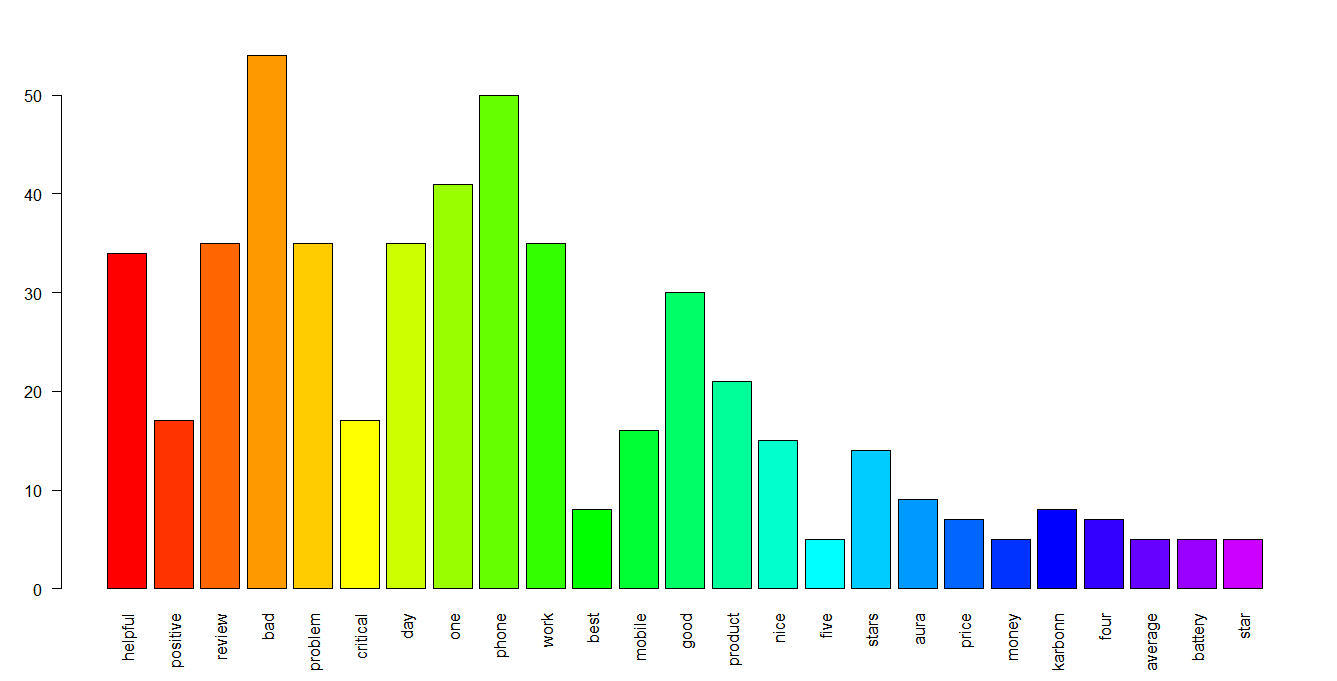 50
40
30
20
10
0
helpful
positive
review
bad
problem
critical
day
one
phone
work
best
mobile
good
product
nice
five
stars
aura
price
money
karbonn
four
average
battery
star